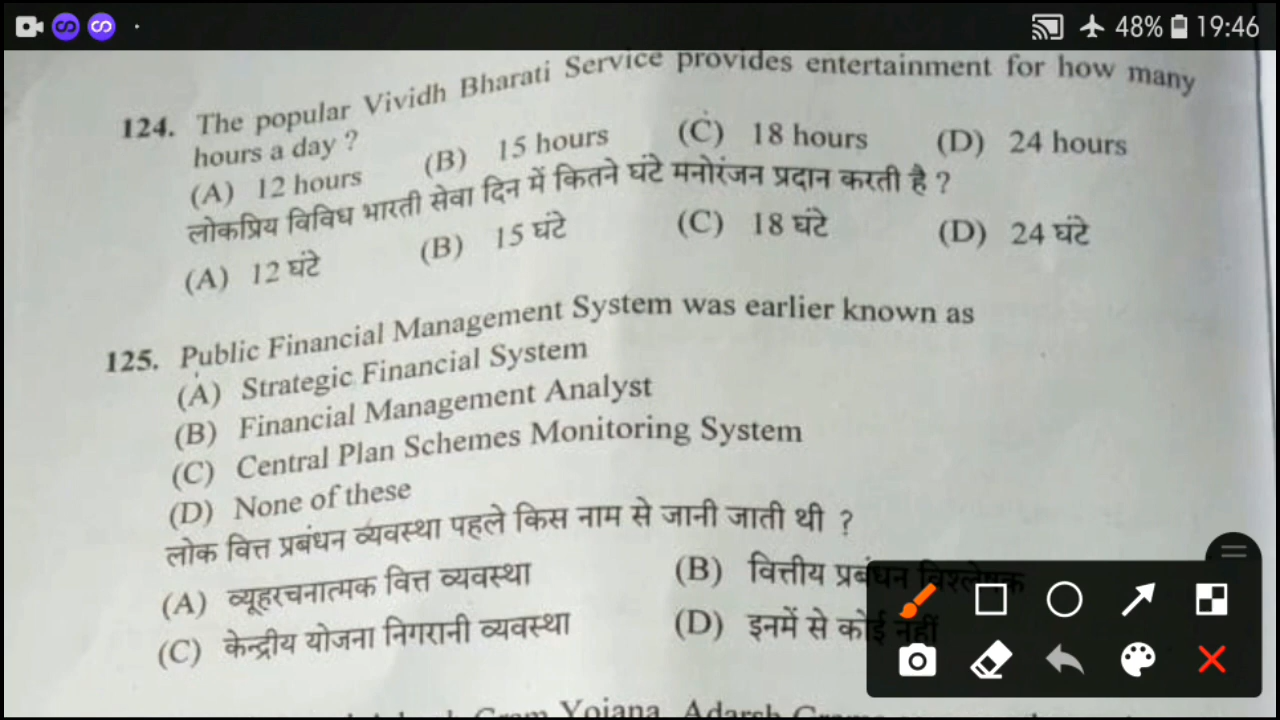 48% 19:46
124. The popular Vividh Bharati Service provides entertainment for how many
hours a day ?
(A) 12 hours (B) 15 hours (C) 18 hours (D) 24 hours
लोकप्रिय विविध भारती सेवा दिन में कितने घंटे मनोरंजन प्रदान करती है ?
(A) 12 घंटे (B) 15 घंटे (C) 18 घंटे (D) 24 घंटे
125. Public Financial Management System was earlier known as
(A) Strategic Financial System
(B) Financial Management Analyst
(C) Central Plan Schemes Monitoring System
(D) None of these
लोक वित्त प्रबंधन व्यवस्था पहले किस नाम से जानी जाती थी ?
(A) व्यूहरचनात्मक वित्त व्यवस्था (B) वित्तीय प्रबंधन विश्लेषक
(C) केन्द्रीय योजना निगरानी व्यवस्था (D) इनमें से कोई नहीं
Gram Yojana, Adarsh